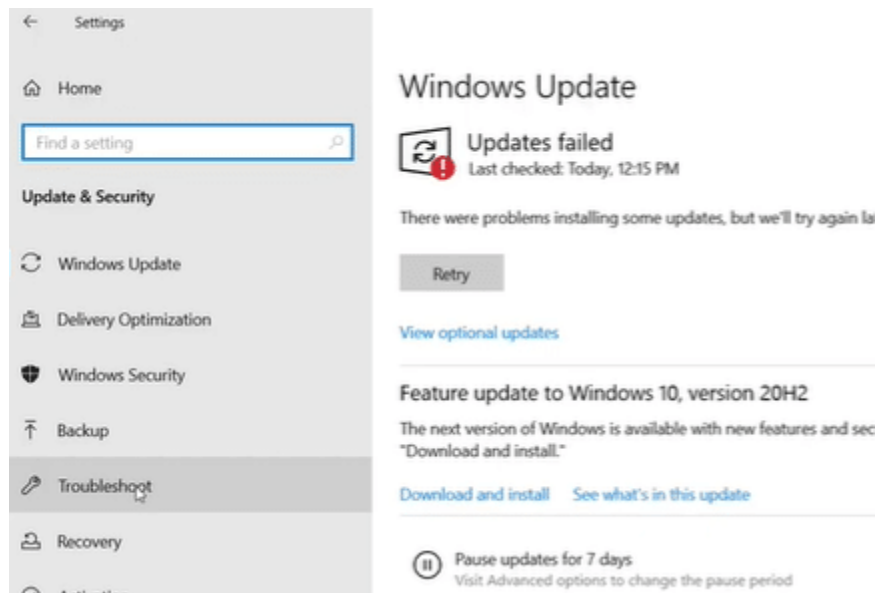 Settings
Home
Find a setting
Update & Security
Windows Update
Delivery Optimization
Windows Security
Backup
Troubleshoot
Recovery
Windows Update
Updates failed
Last checked: Today, 12:15 PM
There were problems installing some updates, but we'll try again
Retry
View optional updates
Feature update to Windows 10, version 20H2
The next version of Windows is available with new features and
"Download and install."
Download and install See what's in this update
Pause updates for 7 days
Visit Advanced options to change the pause period